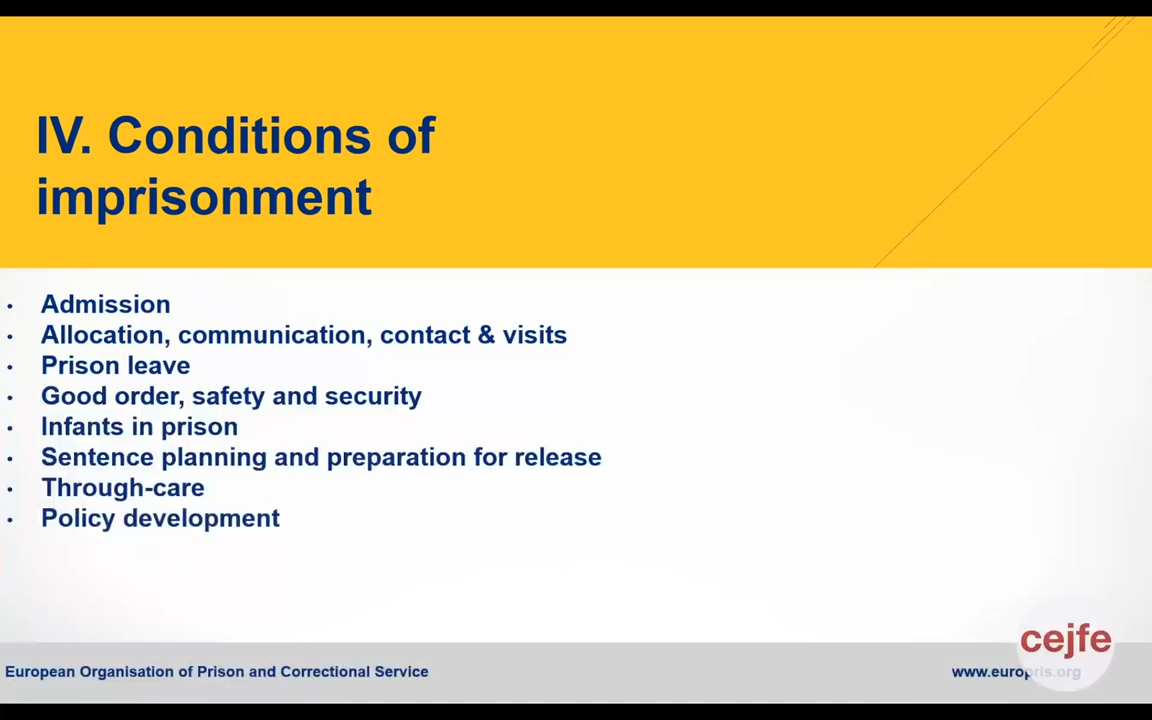 IV. Conditions of
imprisonment
• Admission
• Allocation, communication, contact & visits
• Prison leave
• Good order, safety and security
• Infants in prison
• Sentence planning and preparation for release
• Through-care
• Policy development
cejfe
European Organisation of Prison and Correctional Service
www.europris.org